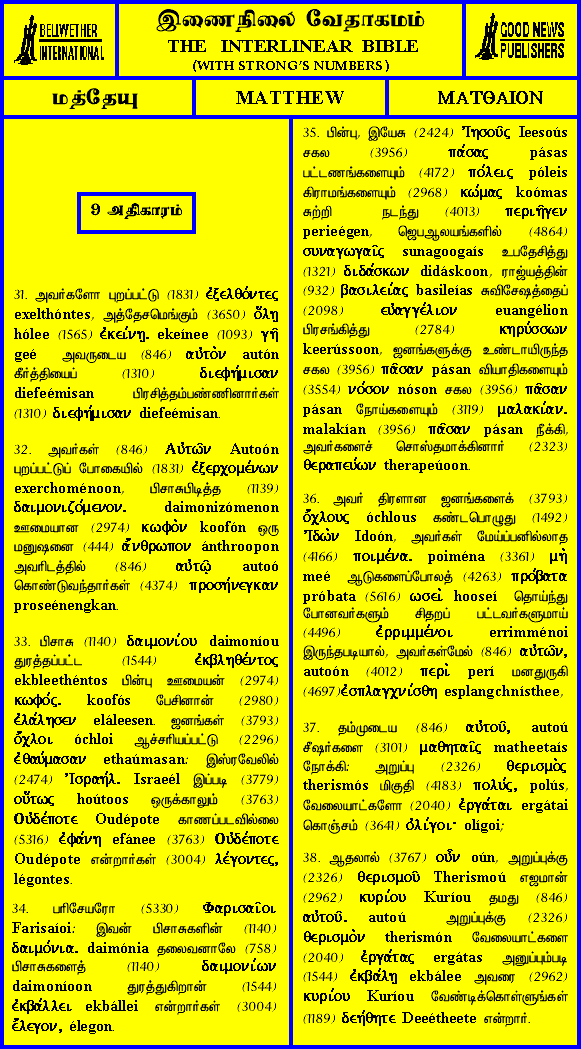 BELLWETHER
INTERNATIONAL
இணைநிலை வேதாகமம்
THE INTERLINEAR BIBLE
(WITH STRONG'S NUMBERS)
GOOD NEWS
PUBLISHERS
மத்தேயு
MATTHEW
ΜΑΤΘΑΙΟΝ
9 அதிகாரம்
31. அவர்களோ புறப்பட்டு (1831) ἐξελθόντες
exelthóntes, அத்தேசமெங்கும் (3650) ὅλῃ
hólee (1565) ἐκείνῃ. ekeínee (1093) γῇ
geé அவருடைய (846) αὐτὸν autón
கீர்த்தியைப் (1310) διεφήμισαν
diefeémisan பிரசித்தம்பண்ணினார்கள்
(1310) διεφήμισαν diefeémisan.
32. அவர்கள் (846) Αὐτῶν Autoón
புறப்பட்டுப் போகையில் (1831) ἐξερχομένων
exerchoménoon, பிசாசுபிடித்த (1139)
δαιμονιζόμενον. daimonizómenon
ஊமையான (2974) κωφὸν koofón ஒரு
மனுஷனை (444) ἄνθρωπον ánthroopon
அவரிடத்தில் (846) αὐτῷ autoó
கொண்டுவந்தார்கள் (4374) προσήνεγκαν
proseénengkan.
33. பிசாசு (1140) δαιμονίου daimoníou
துரத்தப்பட்ட (1544) ἐκβληθέντος
ekbleethéntos பின்பு ஊமையன் (2974)
κωφός. koofós பேசினான் (2980)
ἐλάλησεν eláleesen. ஜனங்கள் (3793)
ὄχλοι óchloi ஆச்சரியப்பட்டு (2296)
ἐθαύμασαν ethaúmasan: இஸ்ரவேலில்
(2474) Ἰσραήλ. Israeél இப்படி (3779)
οὕτως hoútoos ஒருக்காலும் (3763)
Οὐδέποτε Oudépote காணப்படவில்லை
(5316) ἐφάνη efánee (3763) Οὐδέποτε
Oudépote என்றார்கள் (3004) λέγοντες,
légontes.
34. பரிசேயரோ (5330) Φαρισαῖοι
Farisaíoi: இவன் பிசாசுகளின் (1140)
δαιμόνια. daimónia தலைவனாலே (758)
பிசாசுகளைத் (1140) δαιμονίων
daimoníoon துரத்துகிறான் (1544)
ἐκβάλλει ekbállei என்றார்கள் (3004)
ἔλεγον, élegon.
35. பின்பு, இயேசு (2424) Ἰησοῦς Ieesoús
சகல (3956) πάσας pásas
பட்டணங்களையும் (4172) πόλεις póleis
கிராமங்களையும் (2968) κώμας koómas
சுற்றி நடந்து (4013) περιῆγεν
perieégen, ஜெபஆலயங்களில் (4864)
συναγωγαῖς sunagoogaís உபதேசித்து
(1321) διδάσκων didáskoon, ராஜ்யத்தின்
(932) βασιλείας basileías சுவிசேஷத்தைப்
(2098) εὐαγγέλιον euangélion
பிரசங்கித்து (2784) κηρύσσων
keerússoon, ஜனங்களுக்கு உண்டாயிருந்த
சகல (3956) πᾶσαν pásan வியாதிகளையும்
(3554) νόσον nóson சகல (3956) πᾶσαν
pásan நோய்களையும் (3119) μαλακίαν.
malakían (3956) πᾶσαν pásan நீக்கி,
அவர்களைச் சொஸ்தமாக்கினார் (2323)
θεραπεύων therapeúoon.
36. அவர் திரளான ஜனங்களைக் (3793)
ὄχλους óchlous கண்டபொழுது (1492)
Ἰδὼν Idoón, அவர்கள் மேய்ப்பனில்லாத
(4166) ποιμένα. poiména (3361) μὴ
meé ஆடுகளைப்போலத் (4263) πρόβατα
próbata (5616) ὡσεὶ hooseí தொய்ந்து
போனவர்களும் சிதறப் பட்டவர்களுமாய்
(4496) ἐρριμμένοι errimménoi
இருந்தபடியால், அவர்கள்மேல் (846) αὐτῶν,
autoón (4012) περὶ perí மனதுருகி
(4697)ἐσπλαγχνίσθη esplangchnísthee,
37. தம்முடைய (846) αὐτοῦ, autoú
சீஷர்களை (3101) μαθηταῖς matheetaís
நோக்கி: அறுப்பு (2326) θερισμὸς
therismós மிகுதி (4183) πολύς, polús,
வேலையாட்களோ (2040) ἐργάται ergátai
கொஞ்சம் (3641) ὀλίγοι· olígoi;
38. ஆதலால் (3767) οὖν oún, அறுப்புக்கு
(2326) θερισμοῦ Therismoú எஜமான்
(2962) κυρίου Kuríou தமது (846)
αὐτοῦ. autoú அறுப்புக்கு (2326)
θερισμὸν therismón வேலையாட்களை
(2040) ἐργάτας ergátas அனுப்பும்படி
(1544) ἐκβάλῃ ekbálee அவரை (2962)
κυρίου Kuríou வேண்டிக்கொள்ளுங்கள்
(1189) δεήθητε Deeétheete என்றார்.